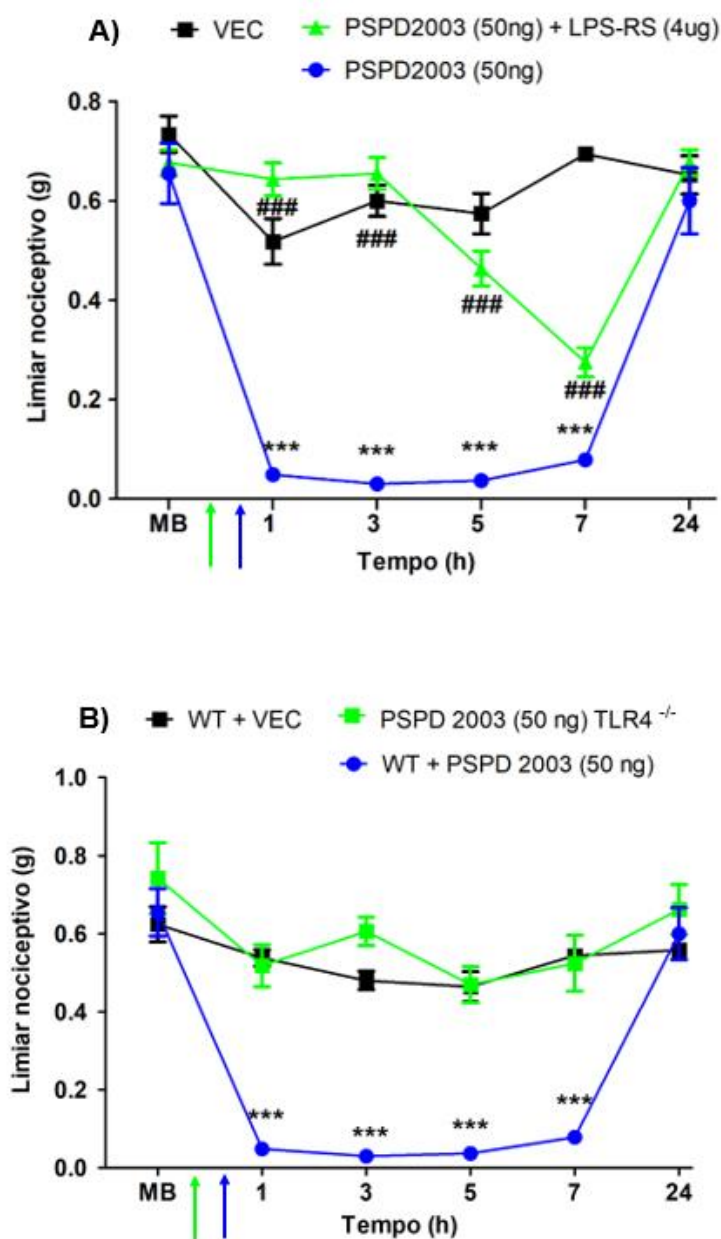 A)
VEC
PSPD2003 (50ng) + LPS-RS (4ug)
PSPD2003 (50ng)
Limiar nociceptivo (g)
0.8
0.6
0.4
0.2
0.0
###
###
###
###
***
***
***
***
MB
1
3
5
7
24
Tempo (h)
B)
WT + VEC
PSPD 2003 (50 ng) TLR4 -/-
WT + PSPD 2003 (50 ng)
Limiar nociceptivo (g)
1.0
0.8
0.6
0.4
0.2
0.0
***
***
***
***
MB
1
3
5
7
24
Tempo (h)